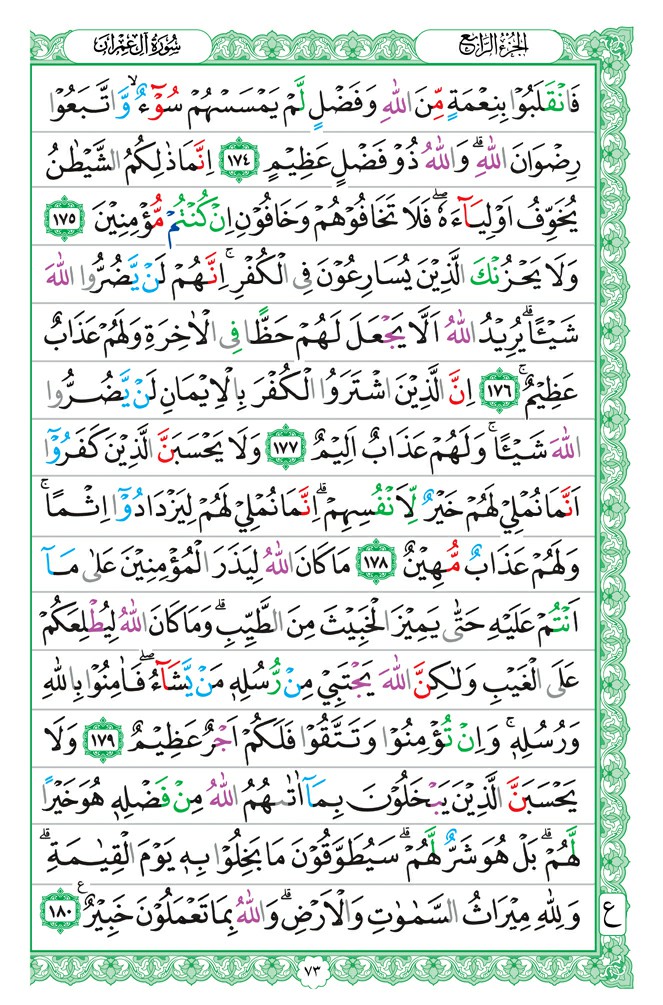 الجزء الرابع
سورة آل عمران
فَانْقَلَبُوْا بِنِعْمَةٍ مِّنَ اللّٰهِ وَفَضْلٍ لَّمْ يَمْسَسْهُمْ سُوْٓءٌۙ وَّاتَّبَعُوْا
رِضْوَانَ اللّٰهِؕ وَاللّٰهُ ذُوْ فَضْلٍ عَظِيْمٍ ١٧٤ اِنَّمَا ذٰلِكُمُ الشَّيْطٰنُ
يُخَوِّفُ اَوْلِيَآءَهٗ ࣖ فَلَا تَخَافُوْهُمْ وَخَافُوْنِ اِنْ كُنْتُمْ مُّؤْمِنِيْنَ ١٧٥
وَلَا يَحْزُنْكَ الَّذِيْنَ يُسَارِعُوْنَ فِى الْكُفْرِۚ اِنَّهُمْ لَنْ يَّضُرُّوا اللّٰهَ
شَيْـًٔاؕ يُرِيْدُ اللّٰهُ اَلَّا يَجْعَلَ لَهُمْ حَظًّا فِى الْاٰخِرَةِ وَلَهُمْ عَذَابٌ
عَظِيْمٌۚ ١٧٦ اِنَّ الَّذِيْنَ اشْتَرَوُا الْكُفْرَ بِالْاِيْمَانِ لَنْ يَّضُرُّوا
اللّٰهَ شَيْـًٔاۚ وَلَهُمْ عَذَابٌ اَلِيْمٌ ١٧٧ وَلَا يَحْسَبَنَّ الَّذِيْنَ كَفَرُوْٓا
اَنَّمَا نُمْلِيْ لَهُمْ خَيْرٌ لِّاَنْفُسِهِمْؕ اِنَّمَا نُمْلِيْ لَهُمْ لِيَزْدَادُوْٓا اِثْمًاۚ
وَلَهُمْ عَذَابٌ مُّهِيْنٌ ١٧٨ مَا كَانَ اللّٰهُ لِيَذَرَ الْمُؤْمِنِيْنَ عَلٰى مَآ
اَنْتُمْ عَلَيْهِ حَتّٰى يَمِيْزَ الْخَبِيْثَ مِنَ الطَّيِّبِؕ وَمَا كَانَ اللّٰهُ لِيُطْلِعَكُمْ
عَلَى الْغَيْبِ وَلٰكِنَّ اللّٰهَ يَجْتَبِيْ مِنْ رُّسُلِهٖ مَنْ يَّشَآءُۖ فَاٰمِنُوْا بِاللّٰهِ
وَرُسُلِهٖۚ وَاِنْ تُؤْمِنُوْا وَتَتَّقُوْا فَلَكُمْ اَجْرٌ عَظِيْمٌ ١٧٩ وَلَا
يَحْسَبَنَّ الَّذِيْنَ يَبْخَلُوْنَ بِمَآ اٰتٰىهُمُ اللّٰهُ مِنْ فَضْلِهٖ هُوَ خَيْرًا
لَّهُمْؕ بَلْ هُوَ شَرٌّ لَّهُمْؕ سَيُطَوَّقُوْنَ مَا بَخِلُوْا بِهٖ يَوْمَ الْقِيٰمَةِؕ
وَلِلّٰهِ مِيْرَاثُ السَّمٰوٰتِ وَالْاَرْضِؕ وَاللّٰهُ بِمَا تَعْمَلُوْنَ خَبِيْرٌ ١٨٠
ع
٧٣